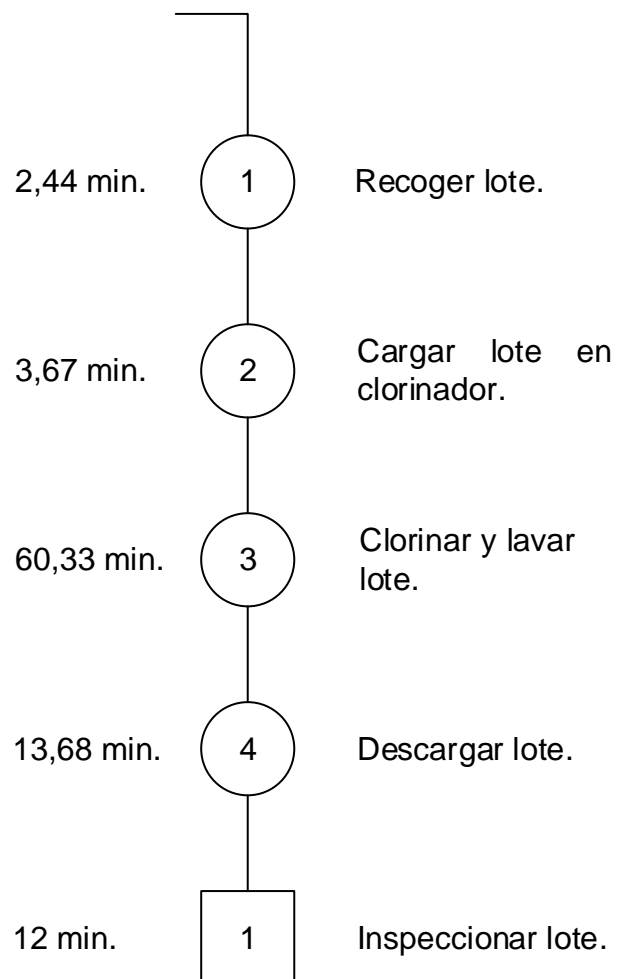 2,44 min.
1
Recoger lote.
3,67 min.
2
Cargar lote en
clorinador.
60,33 min.
3
Clorinar y lavar
lote.
13,68 min.
4
Descargar lote.
12 min.
1
Inspeccionar lote.